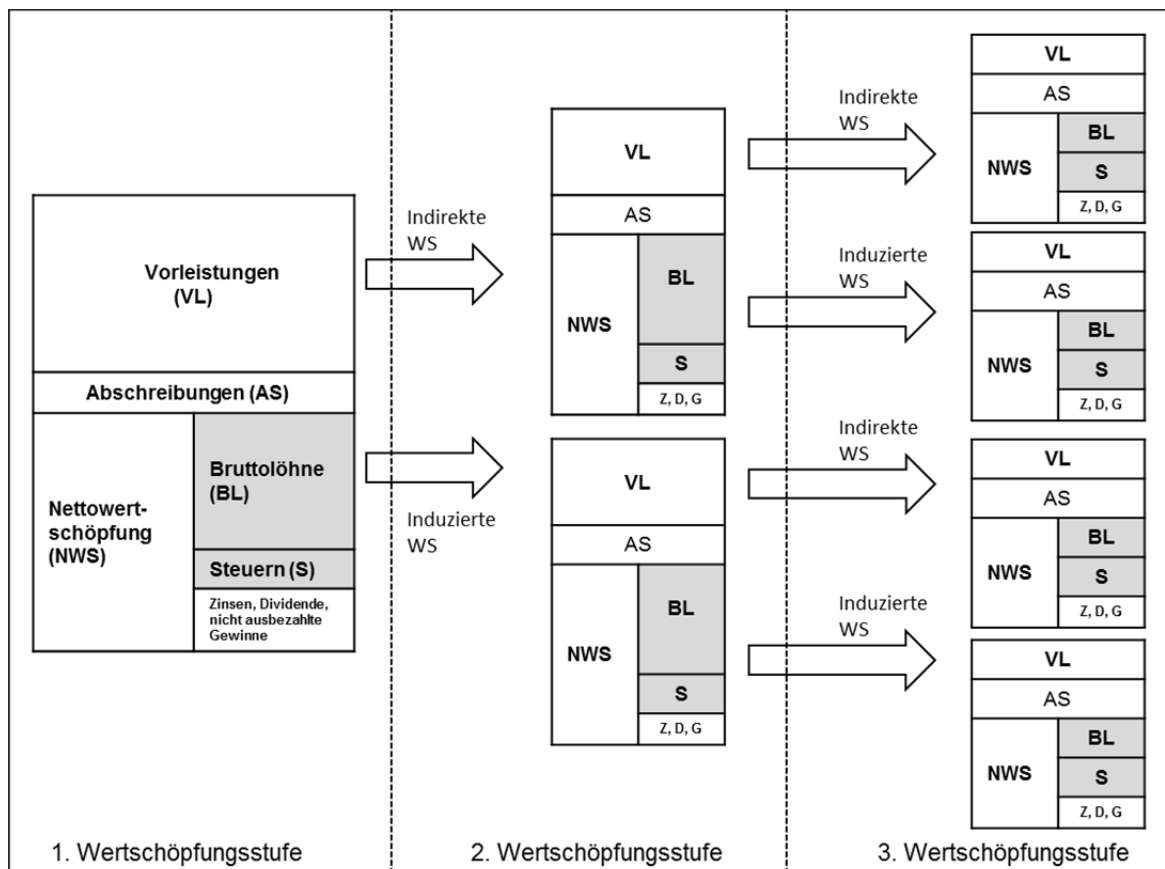 Vorleistungen
(VL)
Abschreibungen (AS)
Nettowert-
schöpfung
(NWS)
Bruttolöhne
(BL)
Steuern (S)
Zinsen, Dividende,
nicht ausbezahlte
Gewinne
1. Wertschöpfungsstufe
Indirekte
WS
Induzierte
WS
VL
AS
NWS
BL
S
Z, D, G
VL
AS
NWS
BL
S
Z, D, G
2. Wertschöpfungsstufe
Indirekte
WS
Induzierte
WS
Indirekte
WS
Induzierte
WS
VL
AS
NWS
BL
S
Z, D, G
VL
AS
NWS
BL
S
Z, D, G
VL
AS
NWS
BL
S
Z, D, G
VL
AS
NWS
BL
S
Z, D, G
3. Wertschöpfungsstufe